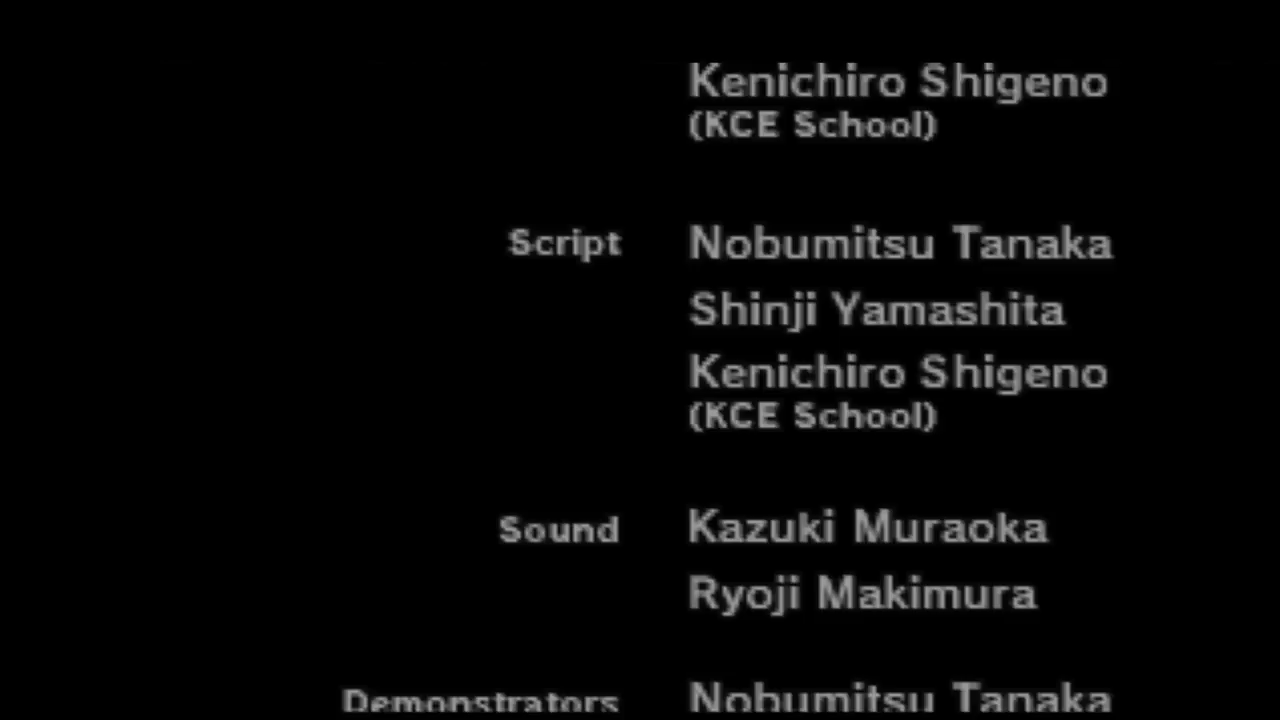 Kenichiro Shigeno
(KCE School)
Script Nobumitsu Tanaka
Shinji Yamashita
Kenichiro Shigeno
(KCE School)
Sound Kazuki Muraoka
Ryoji Makimura
Demonstrators Nobumitsu Tanaka